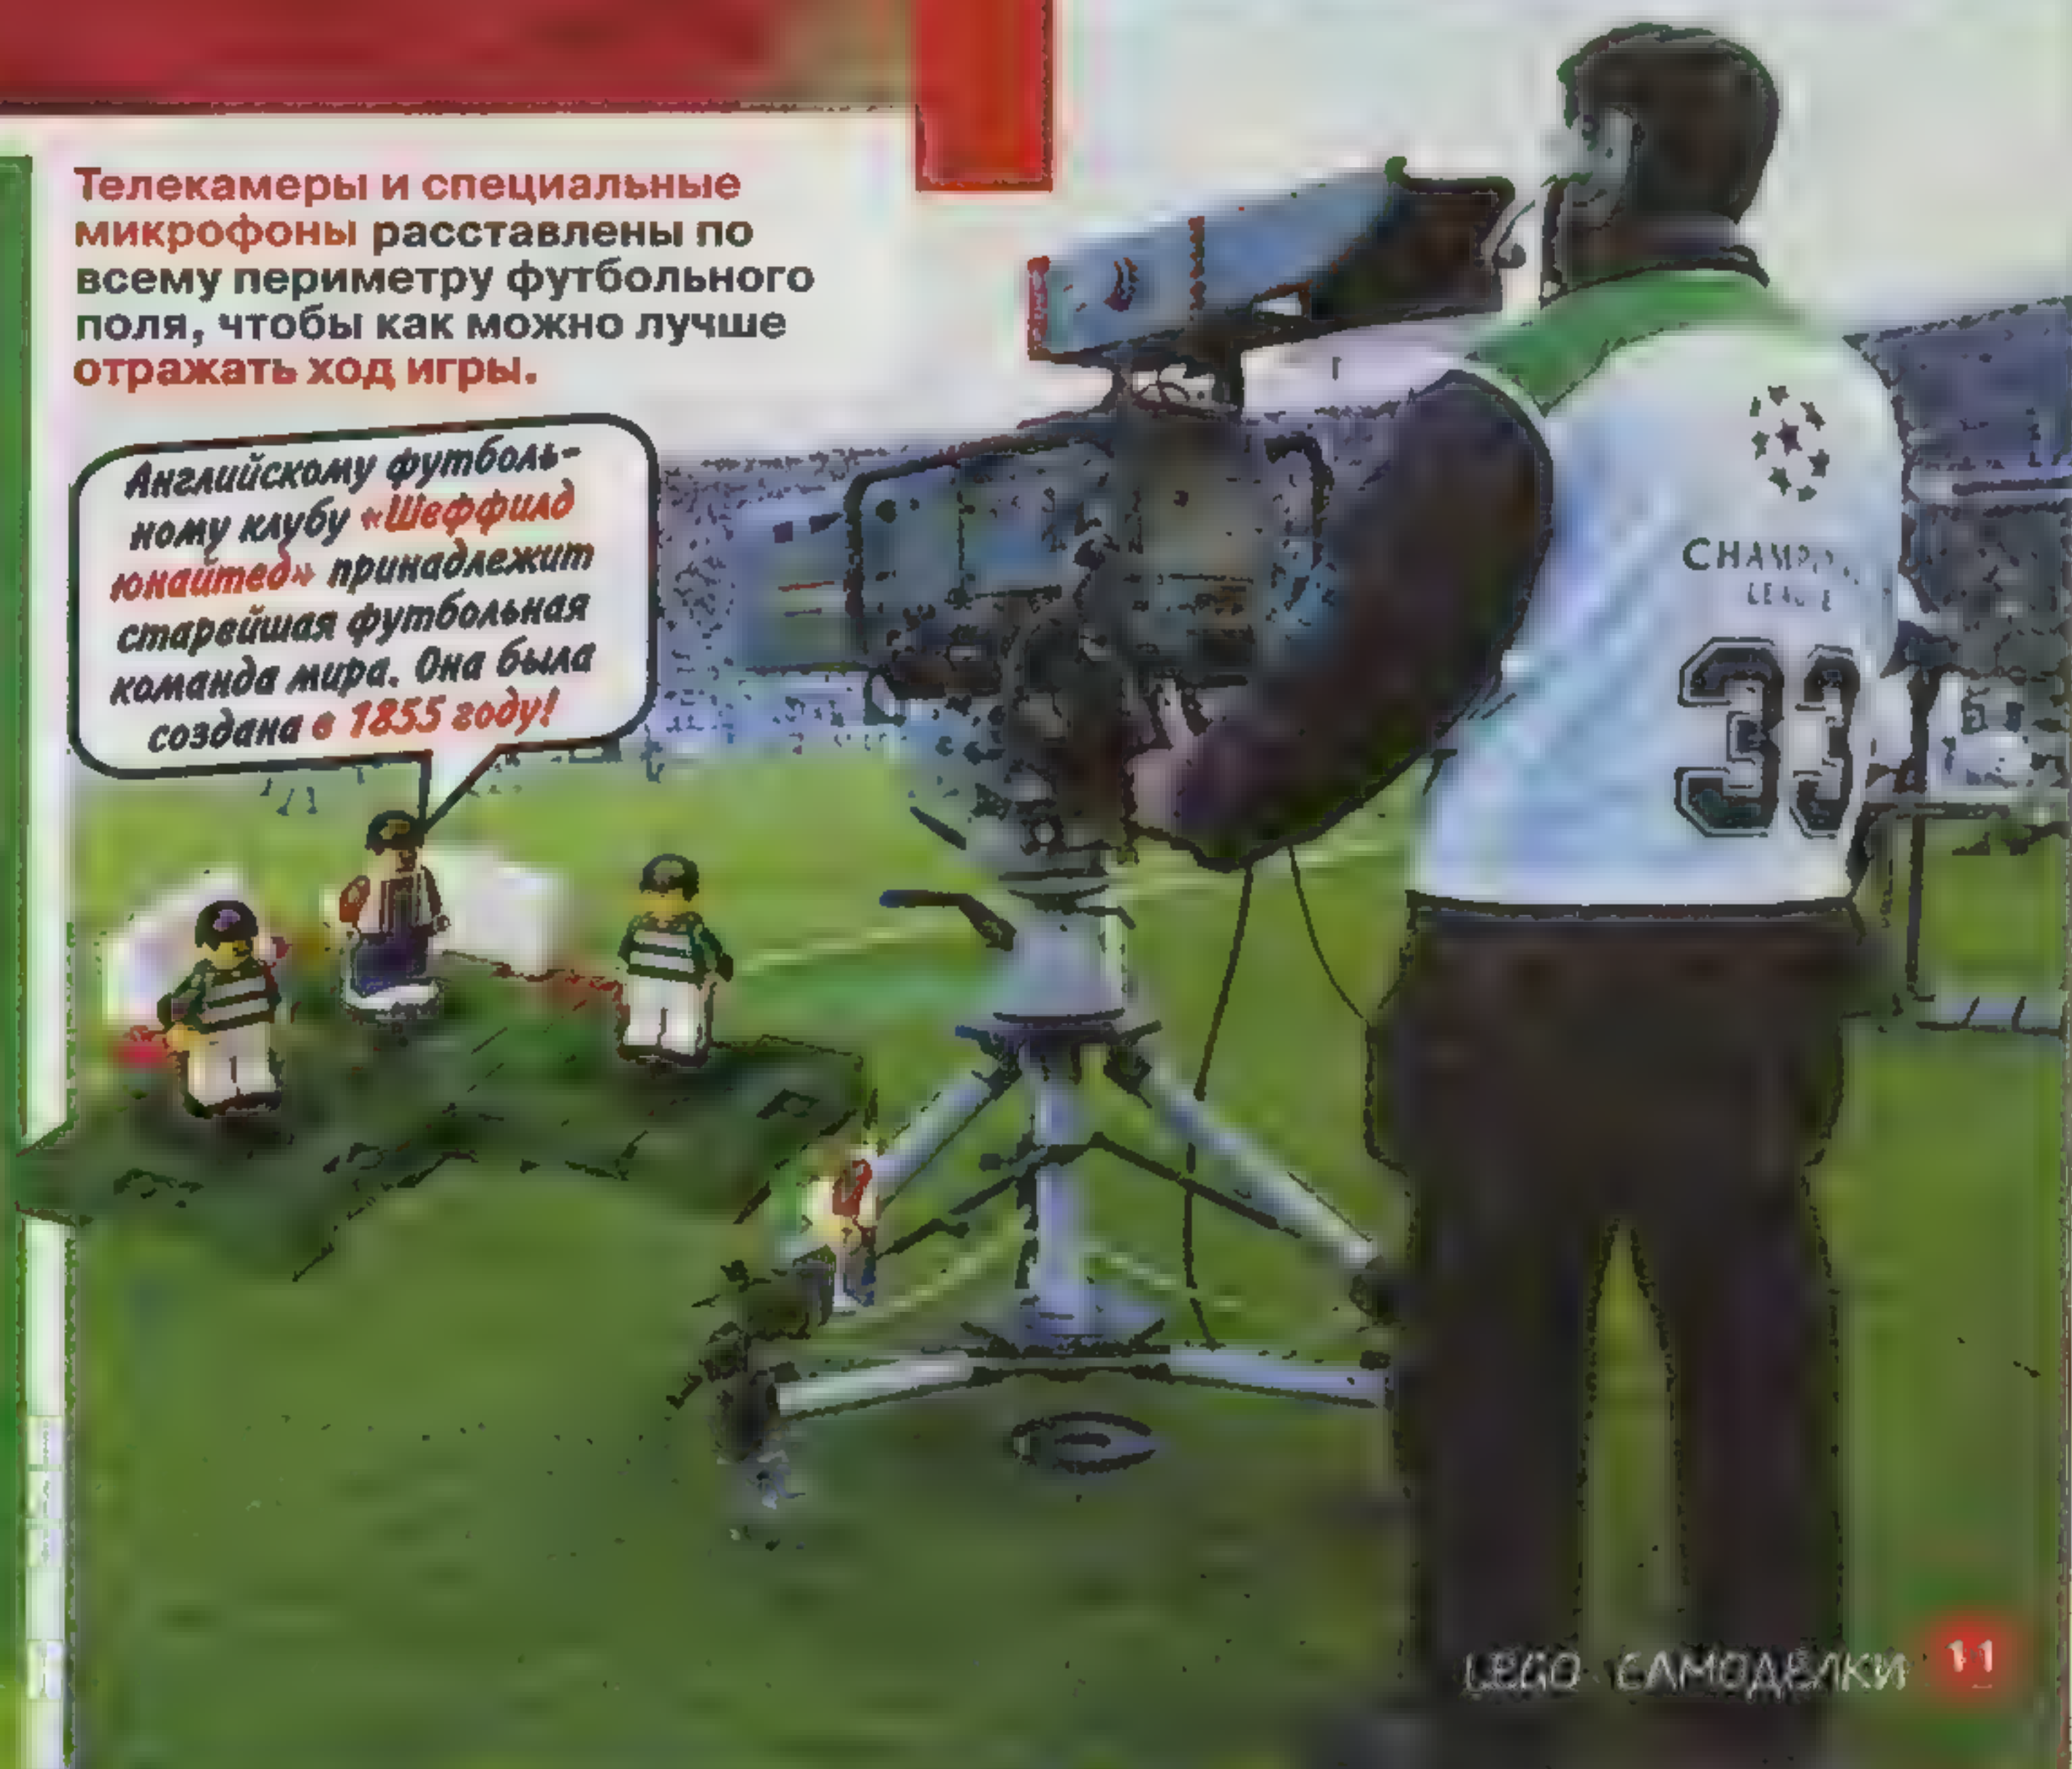 Телекамеры и специальные
микрофоны расставлены по
всему периметру футбольного
поля, чтобы как можно лучше
отражать ход игры.
Английскому футболь-
ному клубу «Шеффилд
юнайтед» принадлежит
старейшая футбольная
команда мира. Она была
создана в 1855 году!
33
LEGO САМОДЕЛКИ 11